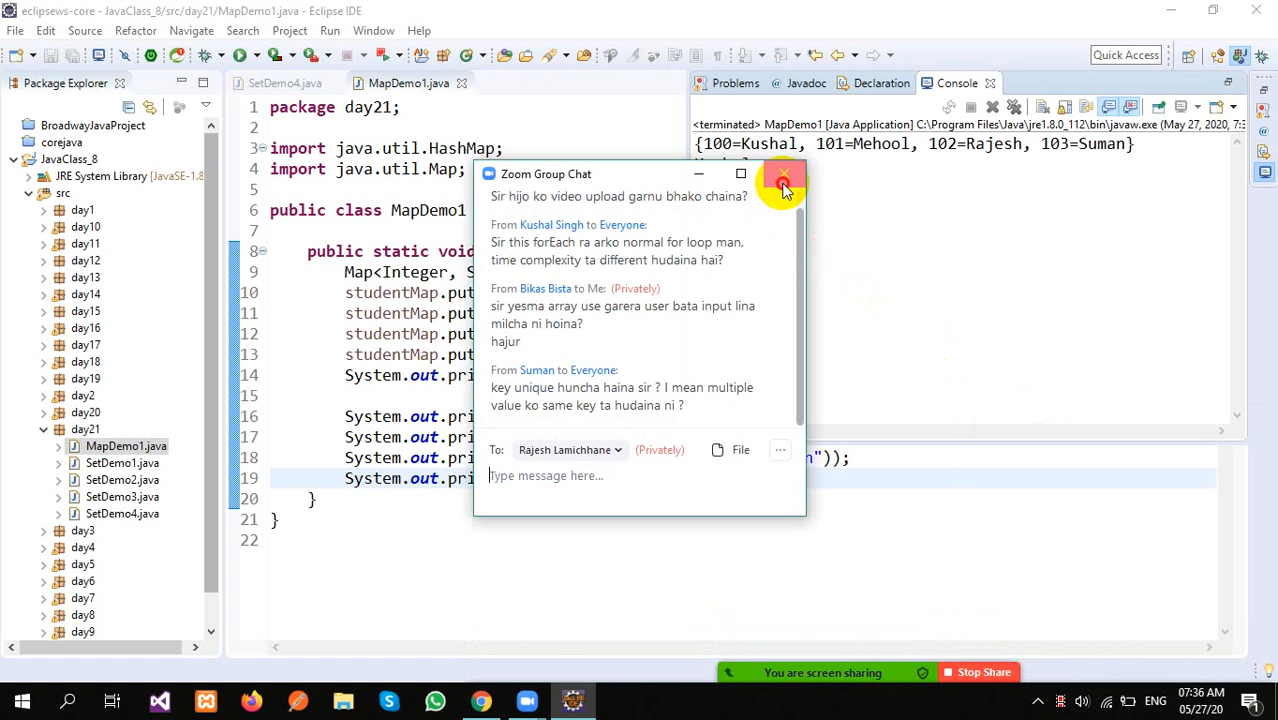 eclipsews-core - JavaClass_8/src/day21/MapDemo1.java - Eclipse IDE
File Edit Source Refactor Navigate Search Project Run Window Help
Quick Access
Package Explorer
SetDemo4.java
MapDemo1.java
Problems
Javadoc
Declaration
Console
<terminated> MapDemo1 [Java Application] C:\Program Files\Java\jre1.8.0_112\bin\javaw.exe (May 27, 2020, 7:3
{100=Kushal, 101=Mehool, 102=Rajesh, 103=Suman}
BroadwayJavaProject
corejava
JavaClass_8
JRE System Library [JavaSE-1.8]
src
day1
day10
day11
day12
day13
day14
day15
day16
day17
day18
day19
day2
day20
day21
MapDemo1.java
SetDemo1.java
SetDemo2.java
SetDemo3.java
SetDemo4.java
day3
day4
day5
day6
day7
day8
day9
1 package day21;
2
3 import java.util.HashMap;
4 import java.util.Map;
5
6 public class MapDemo1
7
8 public static void
9 Map<Integer, S
10 studentMap.put
11 studentMap.put
12 studentMap.put
13 studentMap.put
14 System.out.pri
15
16 System.out.pri
17 System.out.pri
18 System.out.pri n"));
19 System.out.pri
20 }
21 }
22
Zoom Group Chat
Sir hijo ko video upload garnu bhako chaina?
From Kushal Singh to Everyone:
Sir this forEach ra arko normal for loop man,
time complexity ta different hudaina hai?
From Bikas Bista to Me: (Privately)
sir yesma array use garera user bata input lina
milcha ni hoina?
hajur
From Suman to Everyone:
key unique huncha haina sir ? I mean multiple
value ko same key ta hudaina ni ?
To: Rajesh Lamichhane (Privately) File ...
Type message here...
You are screen sharing
Stop Share
ENG
07:36 AM
05/27/20